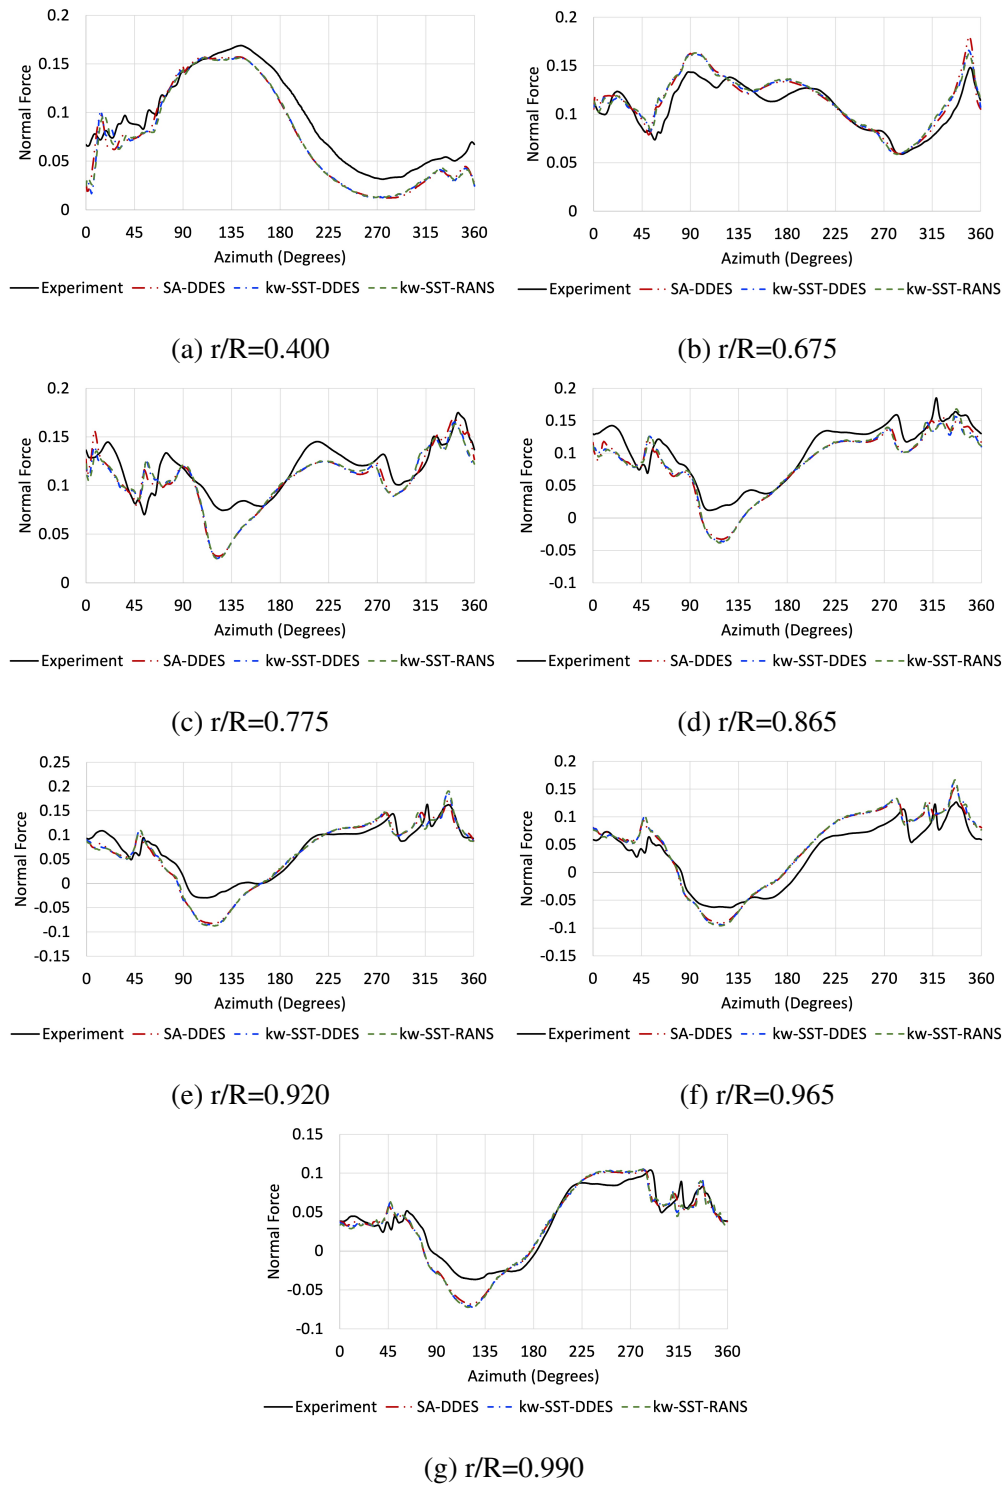 0.2
0.15
0.1
0.05
0
Normal Force
0 45 90 135 180 225 270 315 360
Azimuth (Degrees)
Experiment SA-DDES kw-SST-DDES kw-SST-RANS
(a) r/R=0.400
0.2
0.15
0.1
0.05
0
Normal Force
0 45 90 135 180 225 270 315 360
Azimuth (Degrees)
Experiment SA-DDES kw-SST-DDES kw-SST-RANS
(b) r/R=0.675
0.2
0.15
0.1
0.05
0
Normal Force
0 45 90 135 180 225 270 315 360
Azimuth (Degrees)
Experiment SA-DDES kw-SST-DDES kw-SST-RANS
(c) r/R=0.775
0.2
0.15
0.1
0.05
0
-0.05
-0.1
Normal Force
0 45 90 135 180 225 270 315 360
Azimuth (Degrees)
Experiment SA-DDES kw-SST-DDES kw-SST-RANS
(d) r/R=0.865
0.25
0.2
0.15
0.1
0.05
0
-0.05
-0.1
-0.15
Normal Force
0 45 90 135 180 225 270 315 360
Azimuth (Degrees)
Experiment SA-DDES kw-SST-DDES kw-SST-RANS
(e) r/R=0.920
0.2
0.15
0.1
0.05
0
-0.05
-0.1
-0.15
Normal Force
0 45 90 135 180 225 270 315 360
Azimuth (Degrees)
Experiment SA-DDES kw-SST-DDES kw-SST-RANS
(f) r/R=0.965
0.15
0.1
0.05
0
-0.05
-0.1
Normal Force
0 45 90 135 180 225 270 315 360
Azimuth (Degrees)
Experiment SA-DDES kw-SST-DDES kw-SST-RANS
(g) r/R=0.990